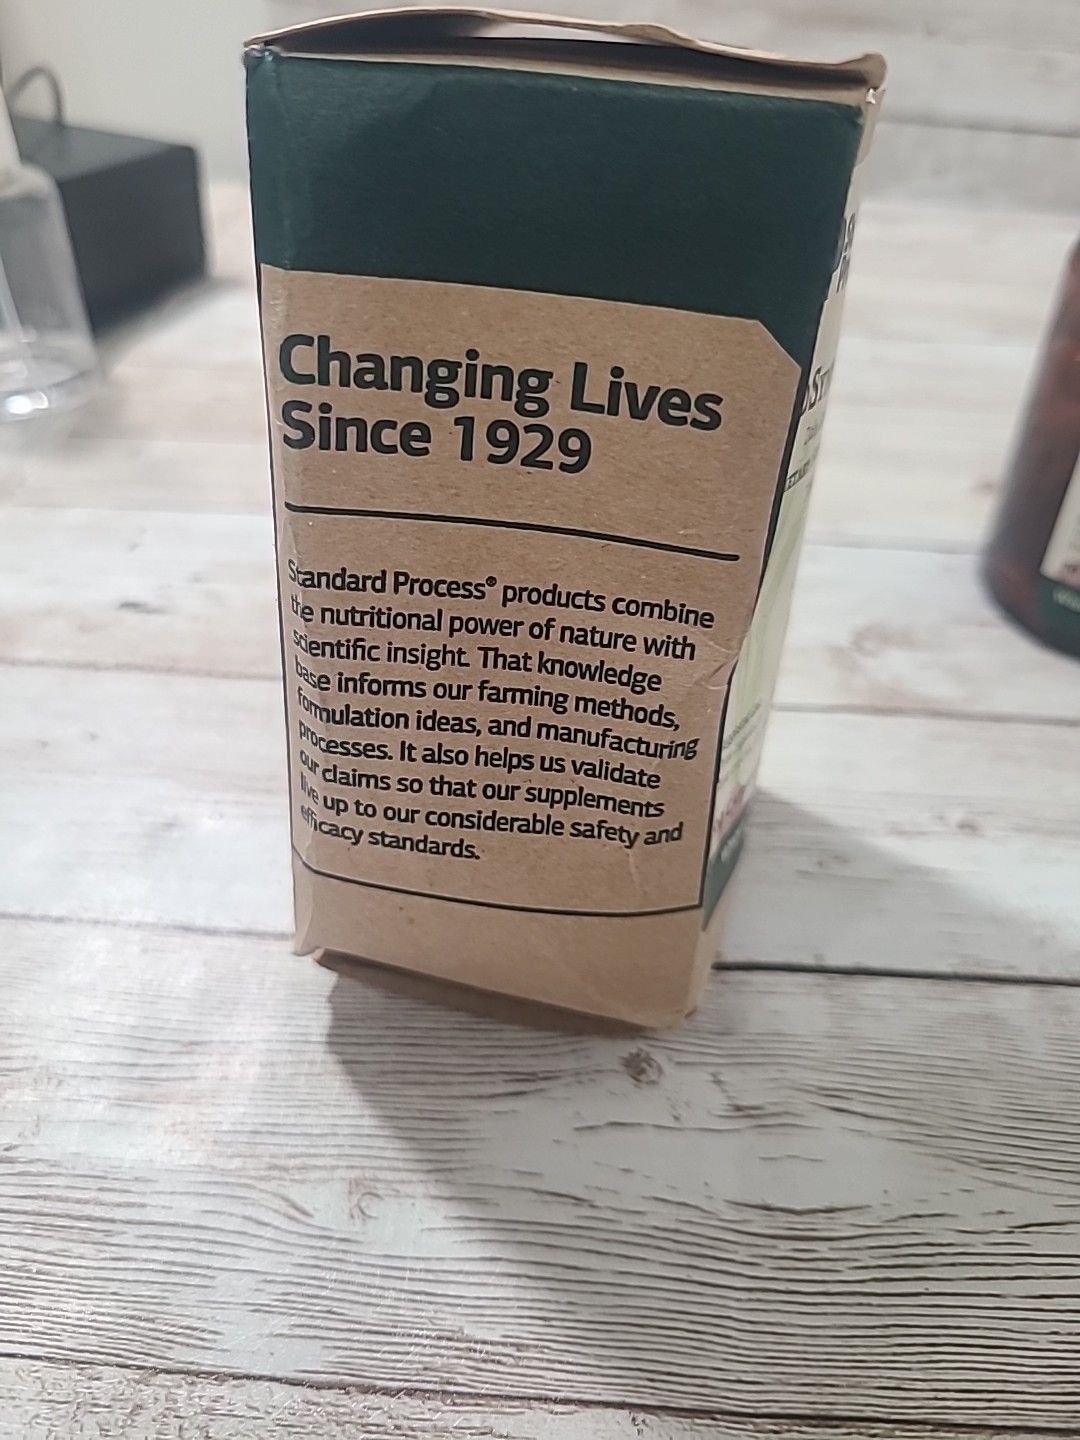 Changing Lives
Since 1929
Standard Process® products combine
the nutritional power of nature with
scientific insight. That knowledge
base informs our farming methods,
formulation ideas, and manufacturing
processes. It also helps us validate
our claims so that our supplements
live up to our considerable safety and
efficacy standards.